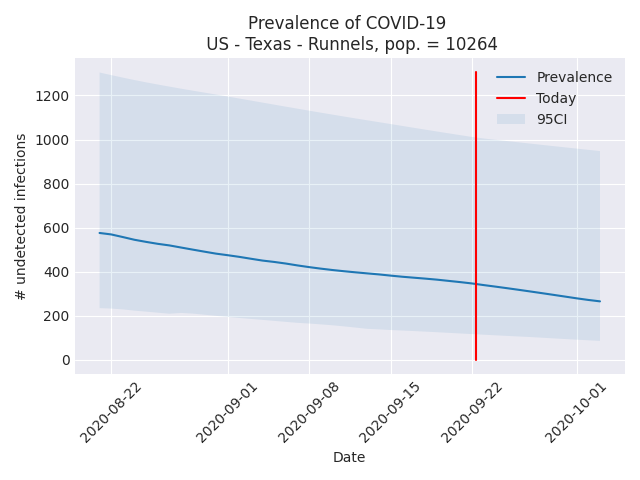 Prevalence of COVID-19
US - Texas - Runnels, pop. = 10264
Prevalence
Today
95CI
1200
1000
800
600
400
200
0
# undetected infections
2020-08-22
2020-09-01
2020-09-08
2020-09-15
2020-09-22
2020-10-01
Date